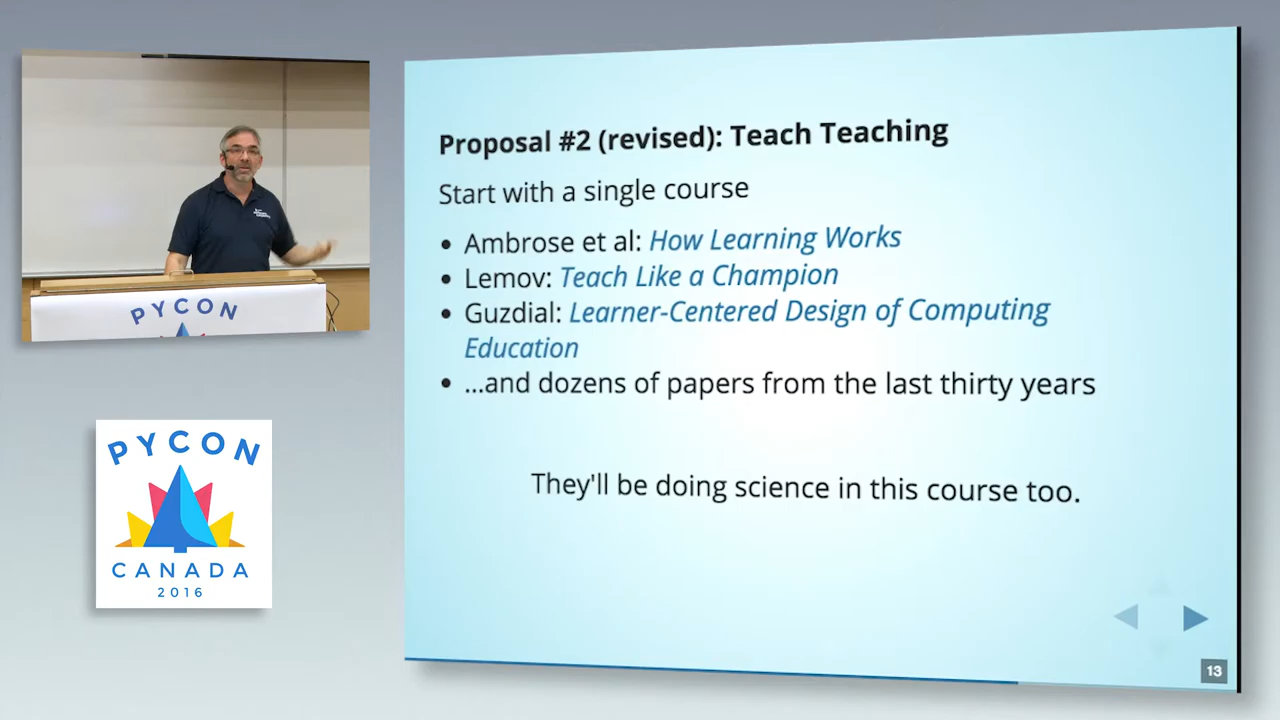 PYCON
PYCON
CANADA
2016
Proposal #2 (revised): Teach Teaching
Start with a single course
• Ambrose et al: How Learning Works
• Lemov: Teach Like a Champion
• Guzdial: Learner-Centered Design of Computing
Education
• ...and dozens of papers from the last thirty years
They'll be doing science in this course too.
13